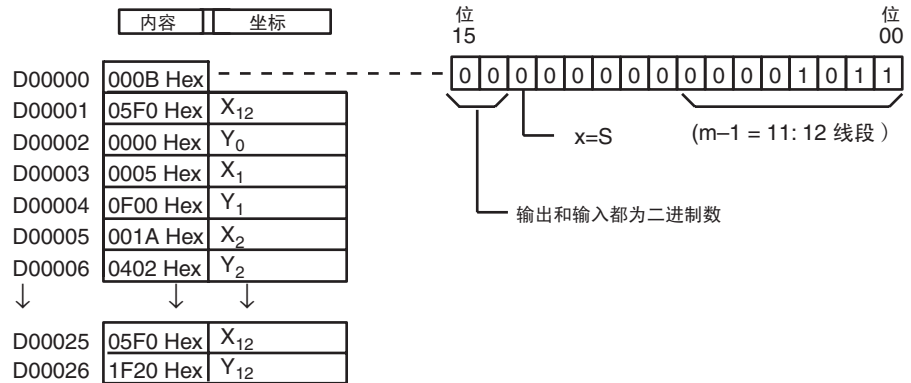 内容 坐标
位 位
15 00
D00000 000B Hex 0 0 0 0 0 0 0 0 0 0 0 0 1 0 1 1
D00001 05F0 Hex X12
D00002 0000 Hex Y0
D00003 0005 Hex X1
D00004 0F00 Hex Y1
D00005 001A Hex X2
D00006 0402 Hex Y2
↓ ↓ ↓
D00025 05F0 Hex X12
D00026 1F20 Hex Y12
x=S
(m–1 = 11: 12 线段 )
输出和输入都为二进制数